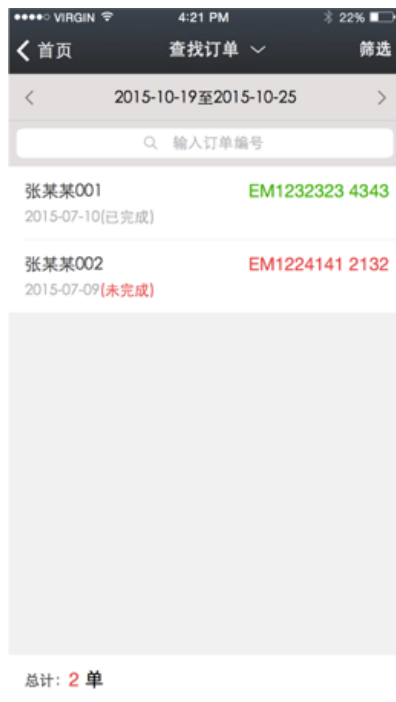 VIRGIN 4:21 PM 22%
首页 查找订单 筛选
2015-10-19至2015-10-25
输入订单编号
张某某001 EM1232323 4343
2015-07-10(已完成)
张某某002 EM1224141 2132
2015-07-09(未完成)
总计: 2 单